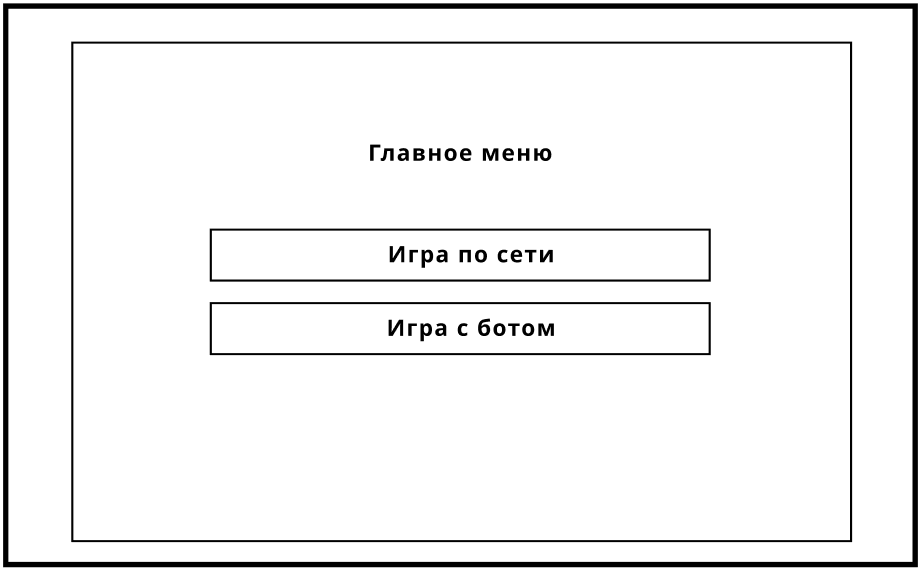 Главное меню
Игра по сети
Игра с ботом